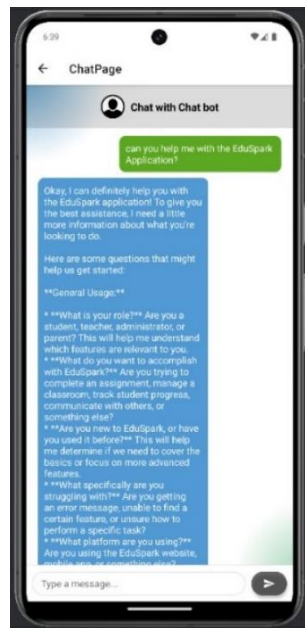 6:39
ChatPage
Chat with Chat bot
can you help me with the EduSpark
Application?
Okay, I can definitely help you with
the EduSpark application! To give you
the best assistance, I need a little
more information about what you're
looking to do.
Here are some questions that might
help us get started:
**General Usage:**
* **What is your role?** Are you a
student, teacher, administrator, or
parent? This will help me understand
which features are relevant to you.
* **What do you want to accomplish
with EduSpark?** Are you trying to
complete an assignment, manage a
classroom, track student progress,
communicate with others, or
something else?
* **Are you new to EduSpark, or have
you used it before?** This will help
me determine if we need to cover the
basics or focus on more advanced
features.
* **What specifically are you
struggling with?** Are you getting
an error message, unable to find a
certain feature, or unsure how to
perform a specific task?
* **What platform are you using?**
Are you using the EduSpark website,
mobile app, or something else?
Type a message...